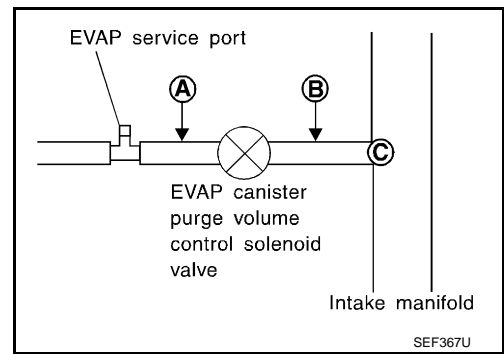 EVAP service port
A
B
C
EVAP canister
purge volume
control solenoid
valve
Intake manifold
SEF367U